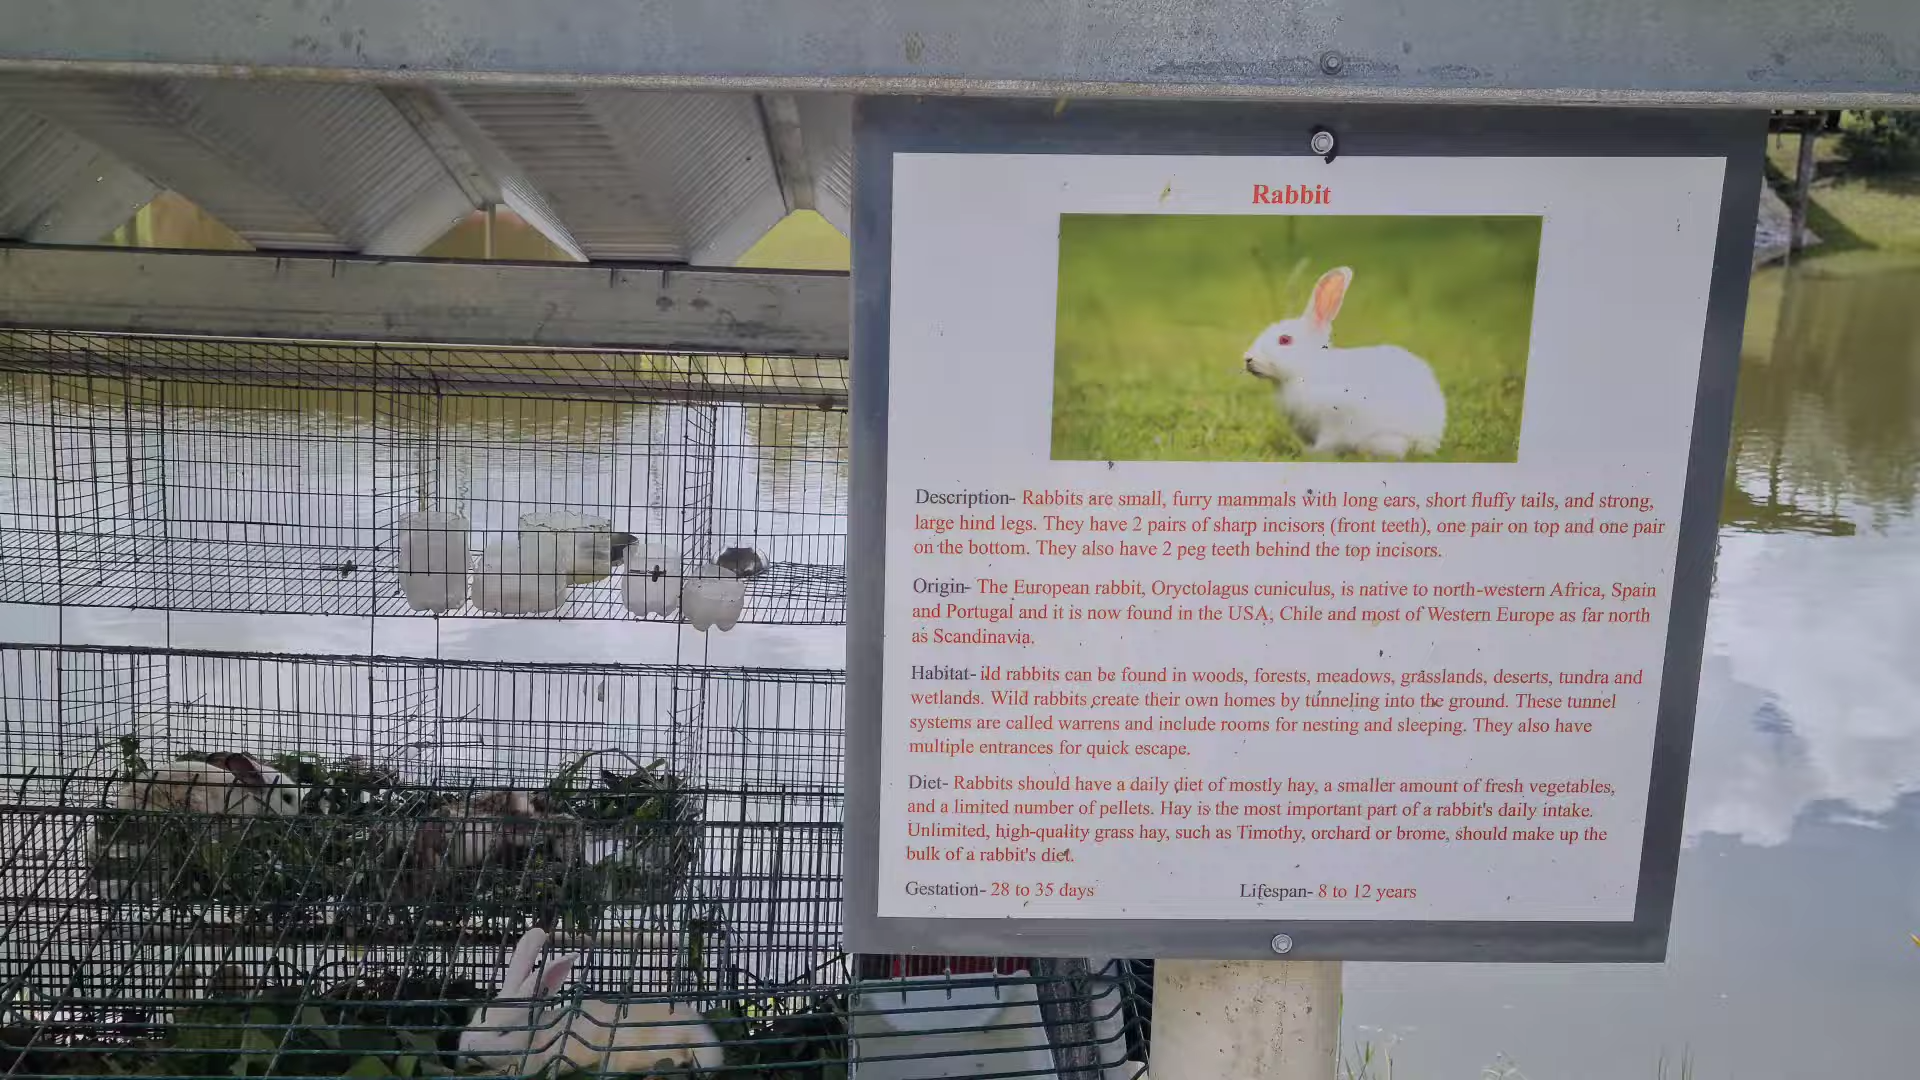 Rabbit
Description- Rabbits are small, furry mammals with long ears, short fluffy tails, and strong,
large hind legs. They have 2 pairs of sharp incisors (front teeth), one pair on top and one pair
on the bottom. They also have 2 peg teeth behind the top incisors.
Origin- The European rabbit, Oryctolagus cuniculus, is native to north-western Africa, Spain
and Portugal and it is now found in the USA, Chile and most of Western Europe as far north
as Scandinavia.
Habitat- ild rabbits can be found in woods, forests, meadows, grasslands, deserts, tundra and
wetlands. Wild rabbits create their own homes by tunneling into the ground. These tunnel
systems are called warrens and include rooms for nesting and sleeping. They also have
multiple entrances for quick escape.
Diet- Rabbits should have a daily diet of mostly hay, a smaller amount of fresh vegetables,
and a limited number of pellets. Hay is the most important part of a rabbit's daily intake.
Unlimited, high-quality grass hay, such as Timothy, orchard or brome, should make up the
bulk of a rabbit's diet.
Gestation- 28 to 35 days Lifespan- 8 to 12 years